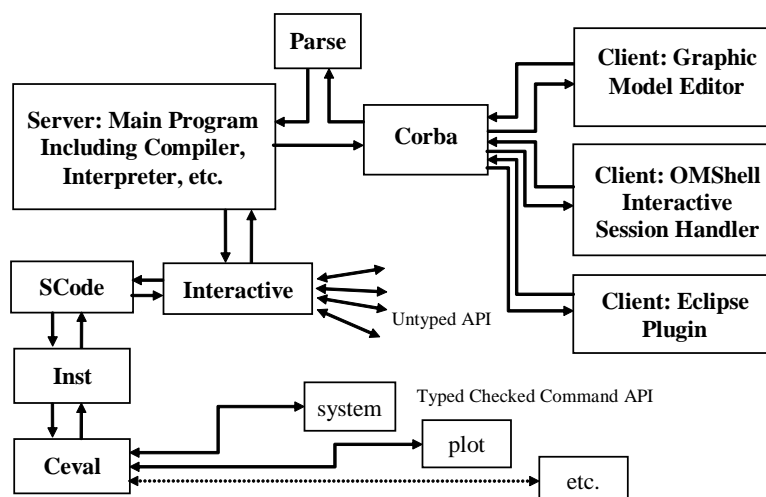 Parse
Client: Graphic
Model Editor
Server: Main Program
Including Compiler,
Interpreter, etc.
Corba
Client: OMShell
Interactive
Session Handler
SCode
Interactive
Untyped API
Client: Eclipse
Plugin
Inst
system
Typed Checked Command API
plot
Ceval
etc.